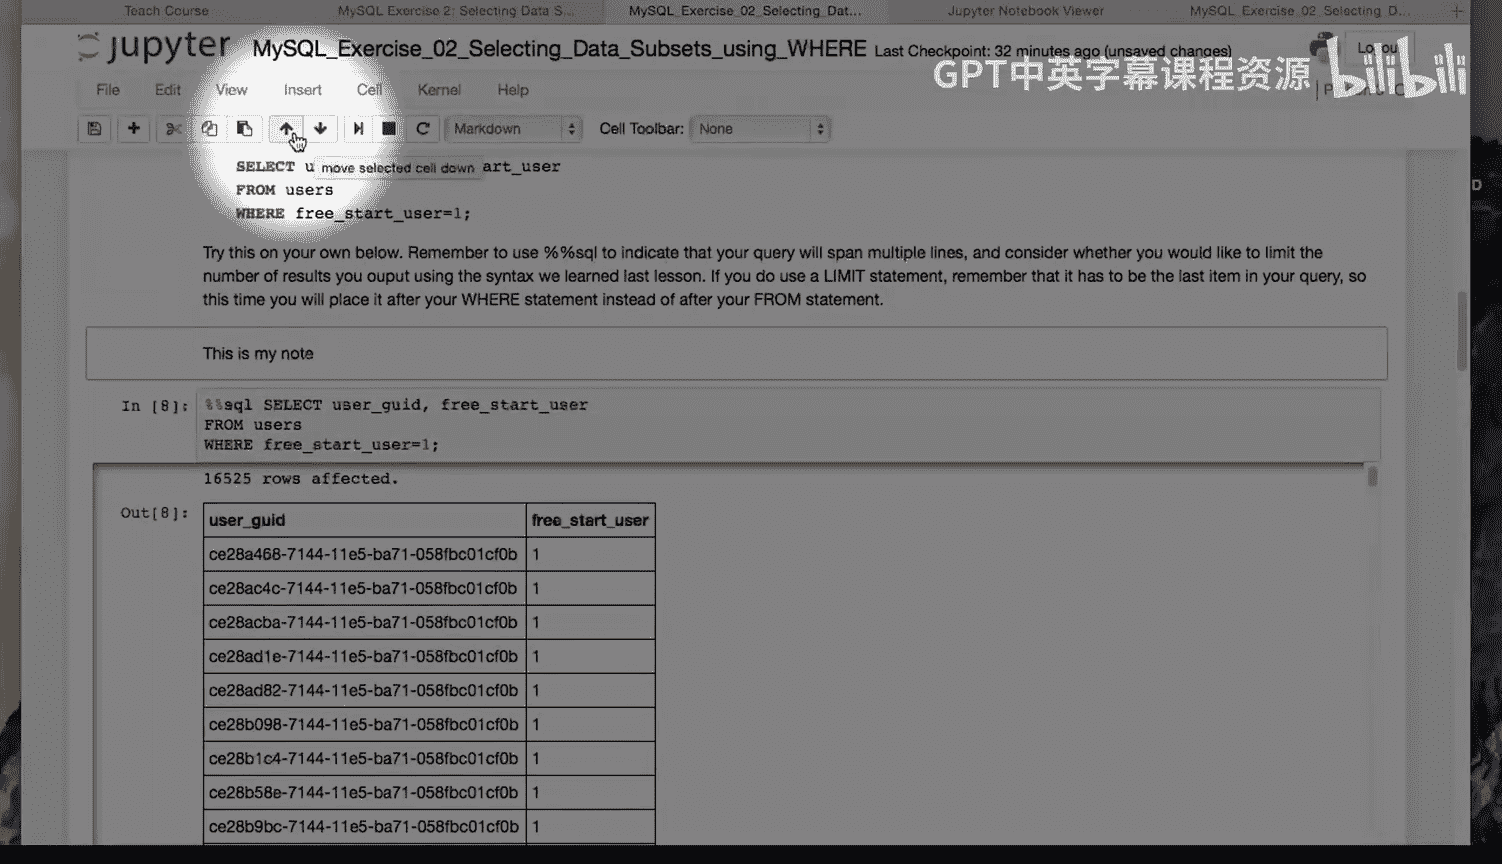 Teach Course
MySQL Exercise 2: Selecting Data S...
MySQL_Exercise_02_Selecting_Dat...
Jupyter Notebook Viewer
MySQL_Exercise_02_Selecting_D...
jupyter
MySQL_Exercise_02_Selecting_Data_Subsets_using_WHERE Last Checkpoint: 32 minutes ago (unsaved changes)
GPT中英字幕课程资源
bilibili
File Edit View Insert Cell Kernel Help
Markdown
Cell Toolbar: None
move selected cell down
SELECT u art_user
FROM users
WHERE free_start_user=1;
Try this on your own below. Remember to use %%sql to indicate that your query will span multiple lines, and consider whether you would like to limit the
number of results you ouput using the syntax we learned last lesson. If you do use a LIMIT statement, remember that it has to be the last item in your query, so
this time you will place it after your WHERE statement instead of after your FROM statement.
This is my note
In [8]: %%sql SELECT user_guid, free_start_user
FROM users
WHERE free_start_user=1;
16525 rows affected.
Out[8]:
user_guid free_start_user
ce28a468-7144-11e5-ba71-058fbc01cf0b 1
ce28ac4c-7144-11e5-ba71-058fbc01cf0b 1
ce28acba-7144-11e5-ba71-058fbc01cf0b 1
ce28ad1e-7144-11e5-ba71-058fbc01cf0b 1
ce28ad82-7144-11e5-ba71-058fbc01cf0b 1
ce28b098-7144-11e5-ba71-058fbc01cf0b 1
ce28b1c4-7144-11e5-ba71-058fbc01cf0b 1
ce28b58e-7144-11e5-ba71-058fbc01cf0b 1
ce28b9bc-7144-11e5-ba71-058fbc01cf0b 1